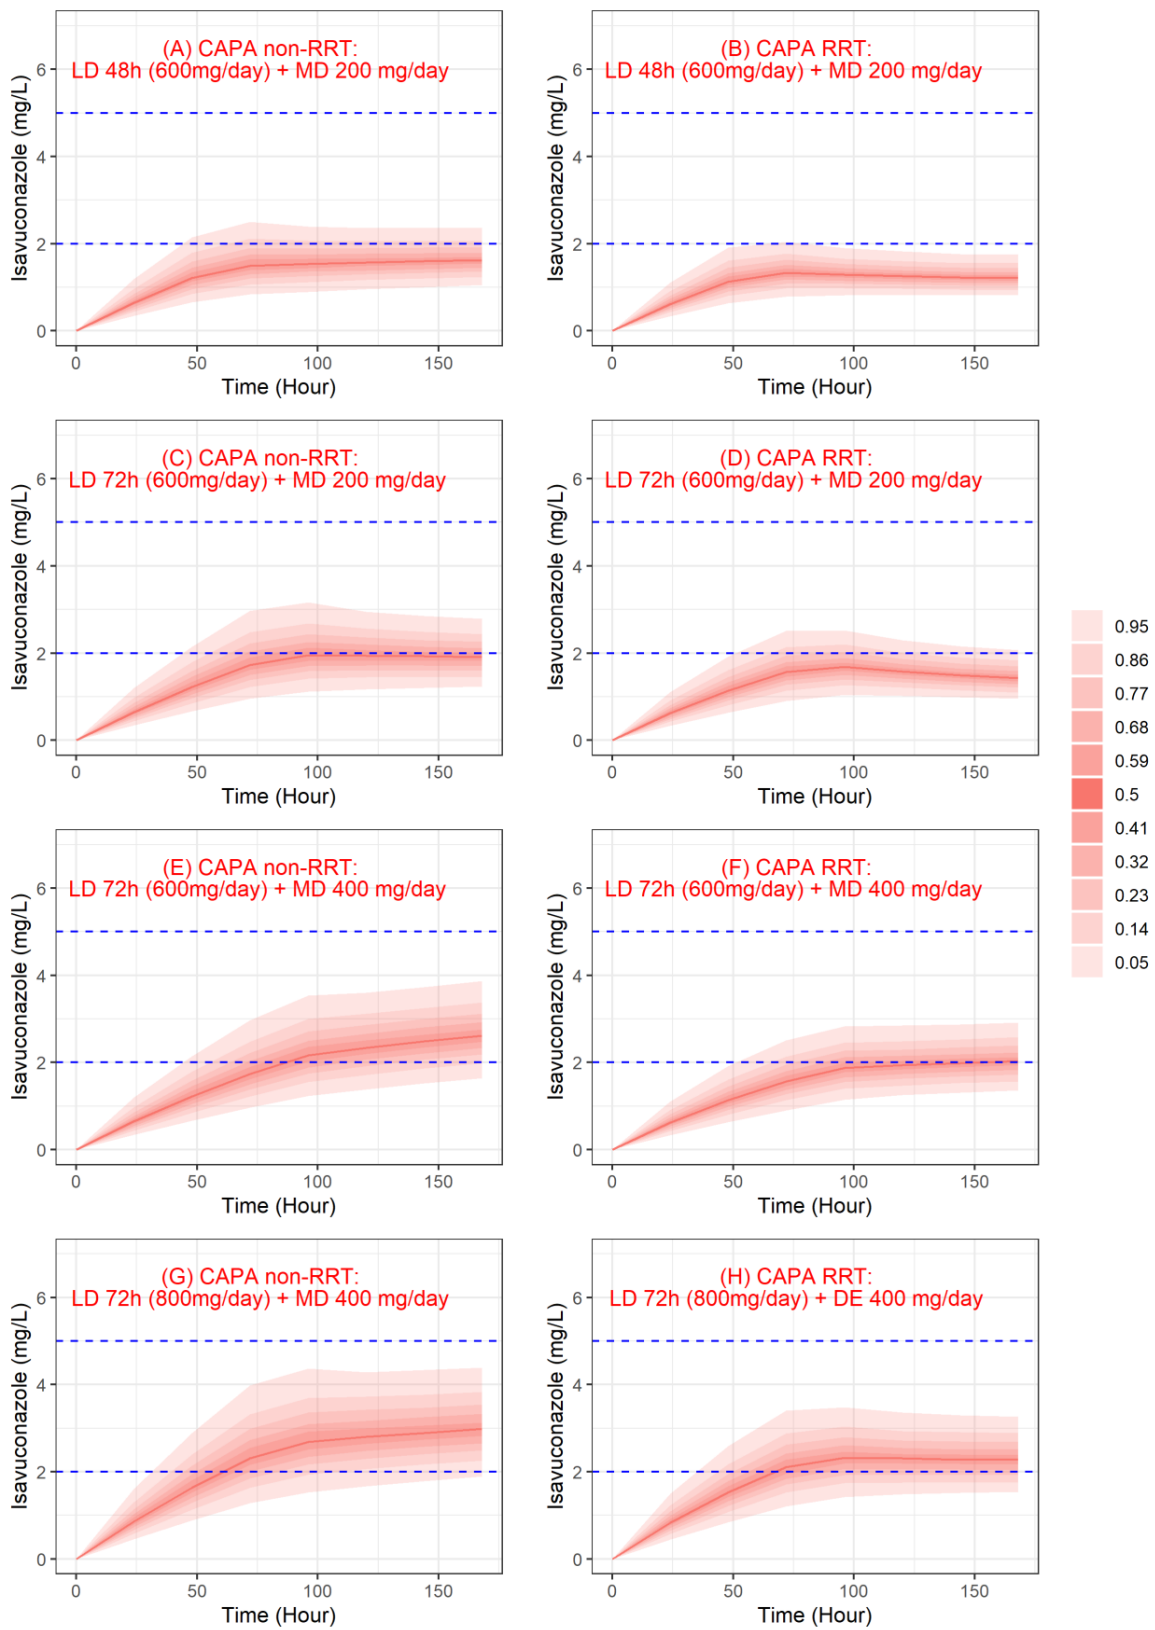 (A) CAPA non-RRT:
LD 48h (600mg/day) + MD 200 mg/day
Isavuconazole (mg/L)
6
4
2
0
0 50 100 150
Time (Hour)
(B) CAPA RRT:
LD 48h (600mg/day) + MD 200 mg/day
Isavuconazole (mg/L)
6
4
2
0
0 50 100 150
Time (Hour)
(C) CAPA non-RRT:
LD 72h (600mg/day) + MD 200 mg/day
Isavuconazole (mg/L)
6
4
2
0
0 50 100 150
Time (Hour)
(D) CAPA RRT:
LD 72h (600mg/day) + MD 200 mg/day
Isavuconazole (mg/L)
6
4
2
0
0 50 100 150
Time (Hour)
(E) CAPA non-RRT:
LD 72h (600mg/day) + MD 400 mg/day
Isavuconazole (mg/L)
6
4
2
0
0 50 100 150
Time (Hour)
(F) CAPA RRT:
LD 72h (600mg/day) + MD 400 mg/day
Isavuconazole (mg/L)
6
4
2
0
0 50 100 150
Time (Hour)
(G) CAPA non-RRT:
LD 72h (800mg/day) + MD 400 mg/day
Isavuconazole (mg/L)
6
4
2
0
0 50 100 150
Time (Hour)
(H) CAPA RRT:
LD 72h (800mg/day) + DE 400 mg/day
Isavuconazole (mg/L)
6
4
2
0
0 50 100 150
Time (Hour)
0.95
0.86
0.77
0.68
0.59
0.5
0.41
0.32
0.23
0.14
0.05